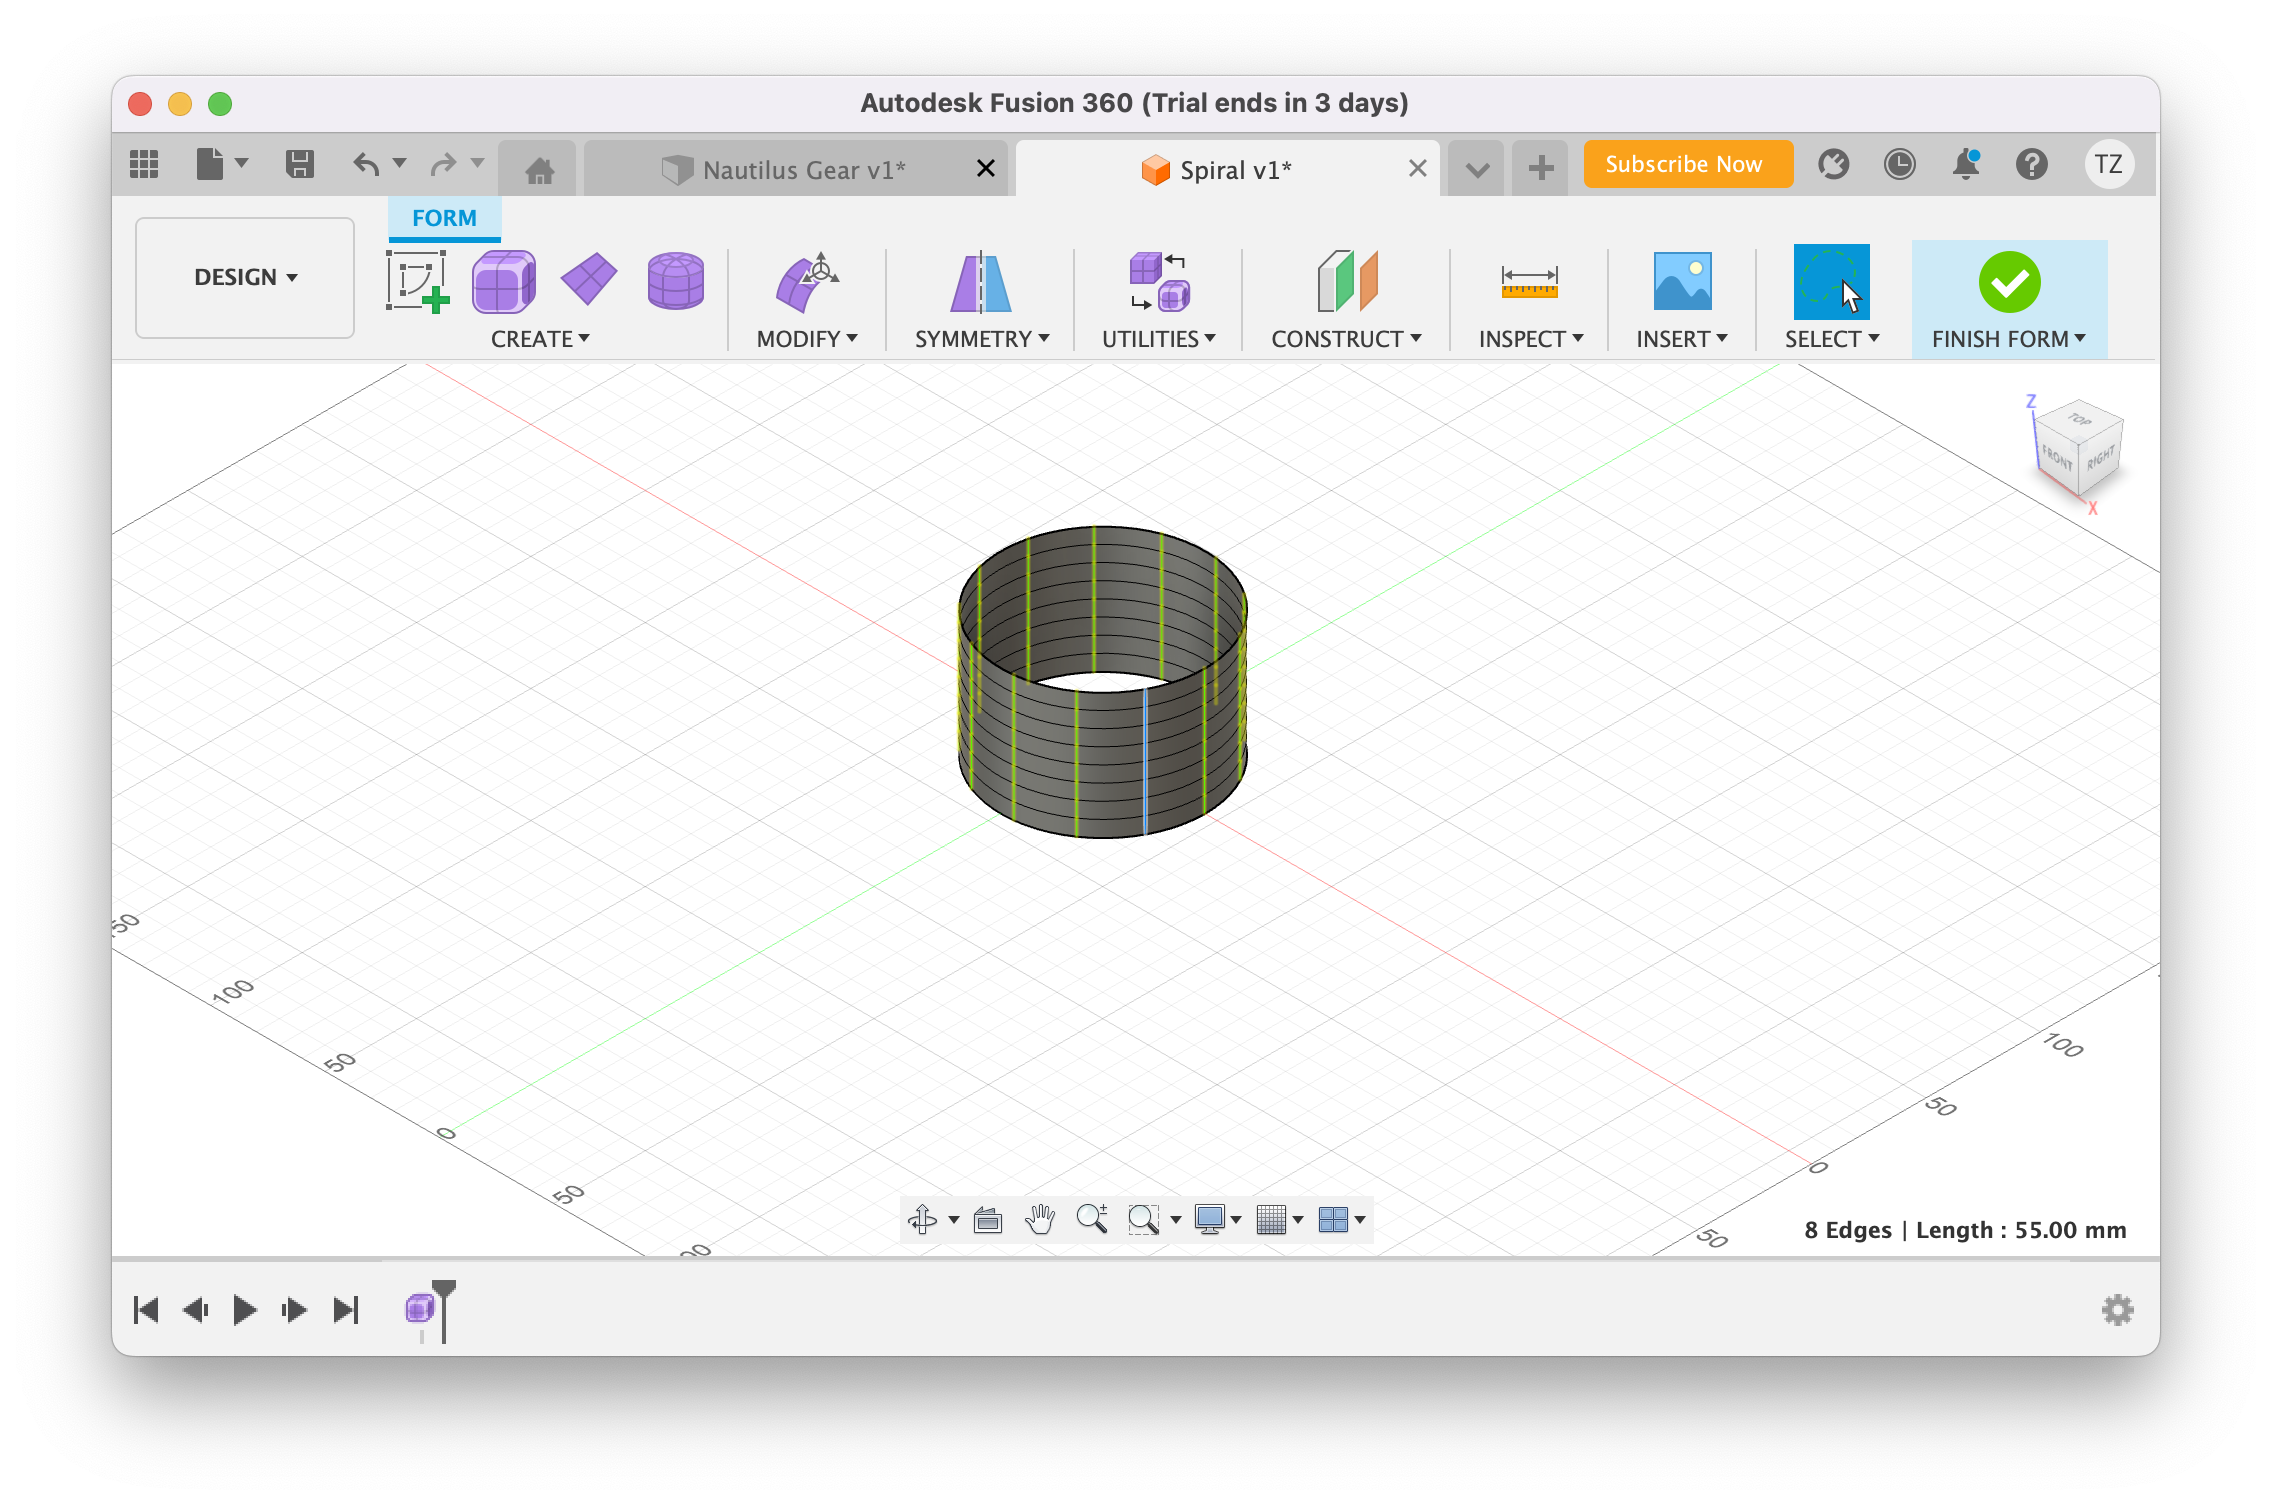 Autodesk Fusion 360 (Trial ends in 3 days)
Nautilus Gear v1*
Spiral v1*
Subscribe Now
TZ
FORM
DESIGN
CREATE
MODIFY
SYMMETRY
UTILITIES
CONSTRUCT
INSPECT
INSERT
SELECT
FINISH FORM
Z
TOP
FRONT
RIGHT
X
50
100
50
0
50
00
100
50
0
50
8 Edges | Length : 55.00 mm